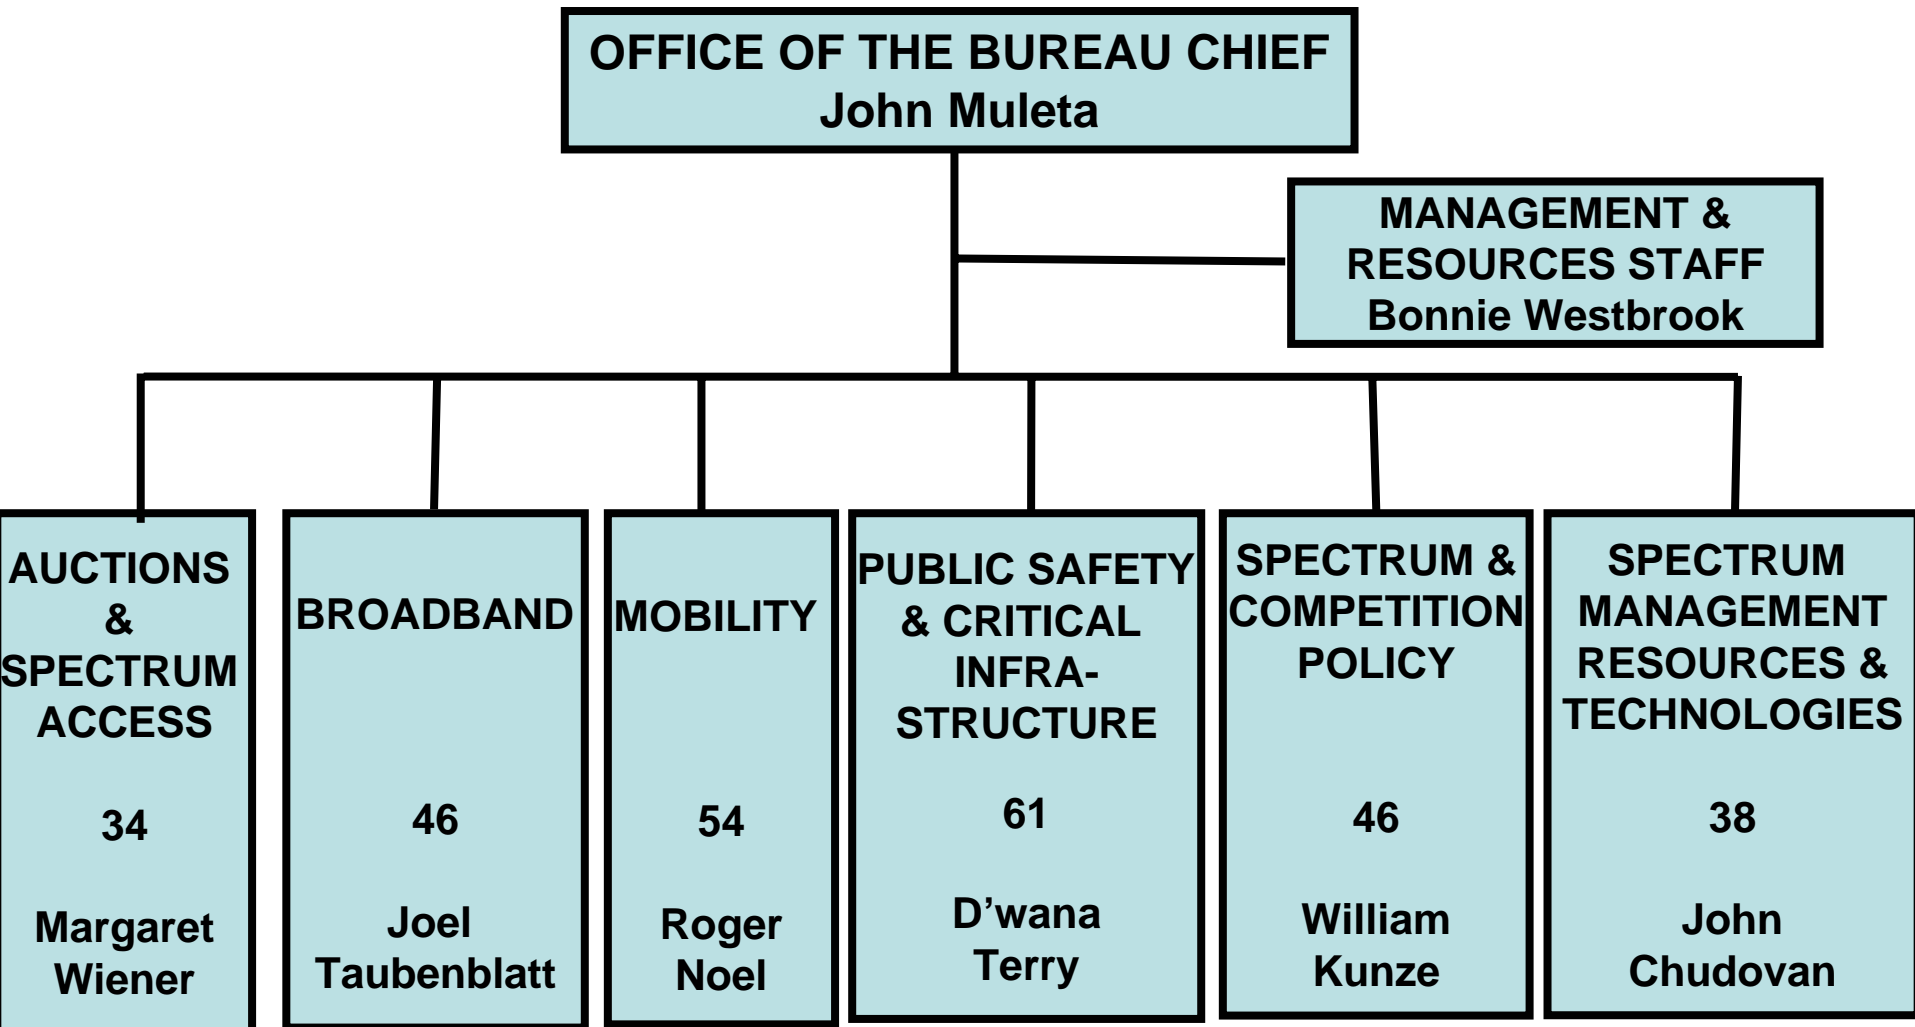 OFFICE OF THE BUREAU CHIEF
John Muleta
MANAGEMENT &
RESOURCES STAFF
Bonnie Westbrook
AUCTIONS
&
SPECTRUM
ACCESS
34
Margaret
Wiener
BROADBAND
46
Joel
Taubenblatt
MOBILITY
54
Roger
Noel
PUBLIC SAFETY
& CRITICAL
INFRA-
STRUCTURE
61
D’wana
Terry
SPECTRUM &
COMPETITION
POLICY
46
William
Kunze
SPECTRUM
MANAGEMENT
RESOURCES &
TECHNOLOGIES
38
John
Chudovan